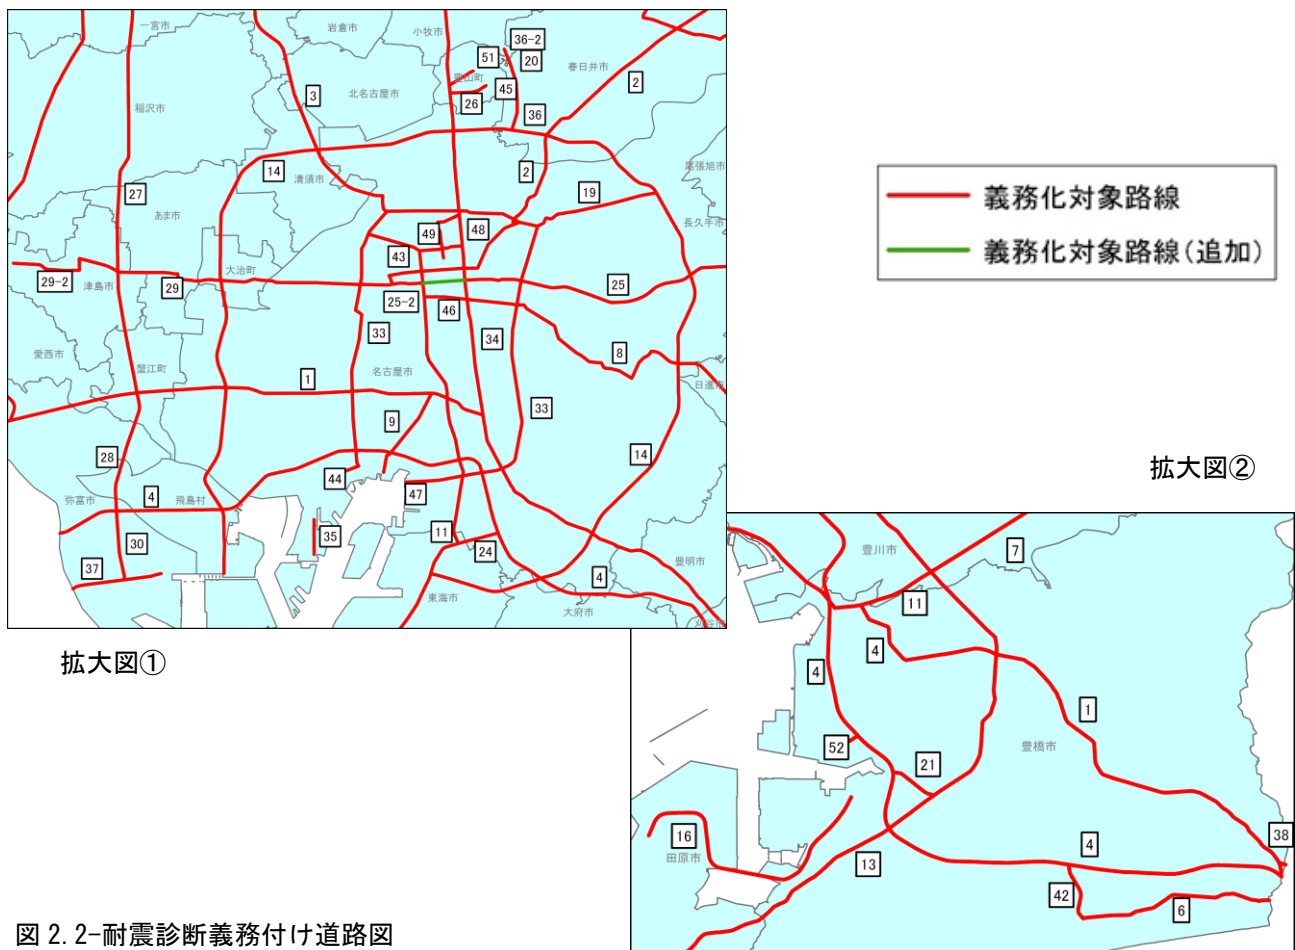 一宮市
岩倉市
小牧市
36-2
51
20
春日井市
豊山町
2
3
45
北名古屋市
26
稲沢市
36
尾張旭市
14
清須市
2
19
27
あま市
長久手市
49
48
43
大治町
29-2
津島市
29
25
25-2
46
33
34
愛西市
8
蟹江町
1
名古屋市
日進市
9
33
28
14
44
4
47
弥富市
飛島村
35
11
30
24
37
4
豊明市
東海市
大府市
刈谷市
拡大図①
義務化対象路線
義務化対象路線(追加)
拡大図②
豊川市
7
11
4
4
1
52
豊橋市
21
16
38
田原市
13
4
42
6
図 2.2-耐震診断義務付け道路図